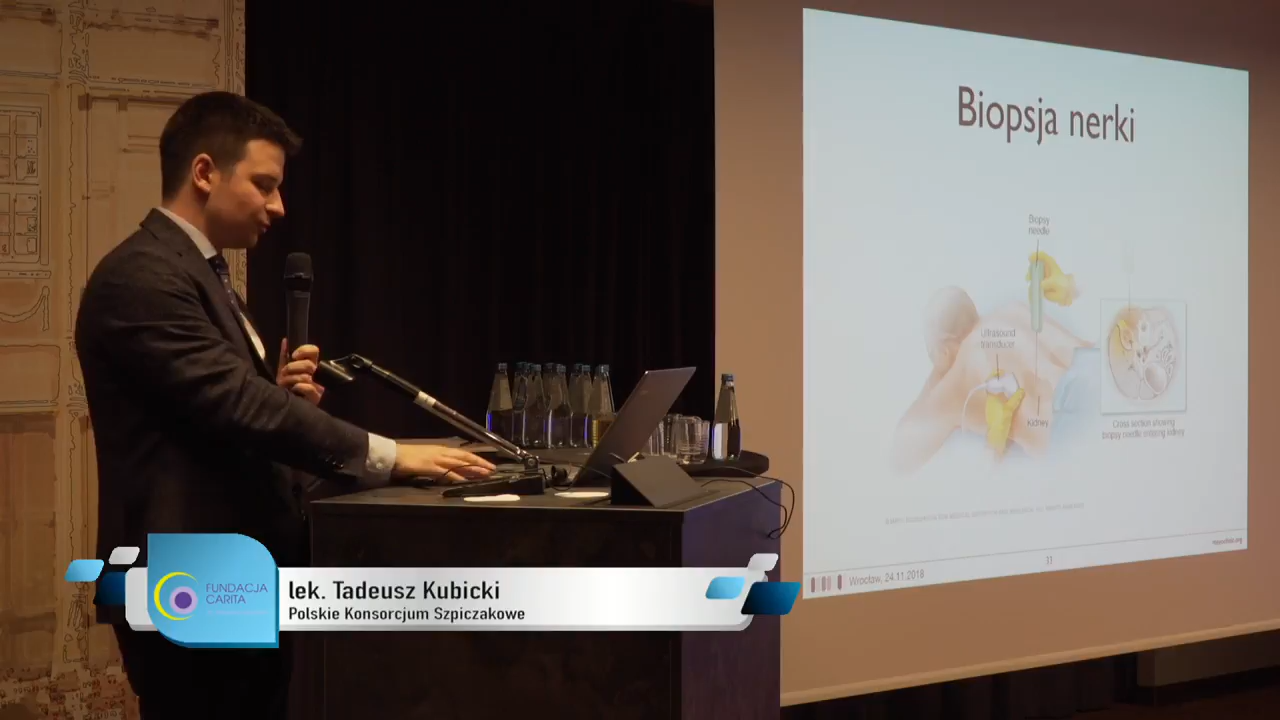 Biopsja nerki
Biopsy
needle
Ultrasound
transducer
Kidney
Cross section showing
biopsy needle entering kidney
11
Wrocław, 24.11.2018
FUNDACJA
CARITA
lek. Tadeusz Kubicki
Polskie Konsorcjum Szpiczakowe